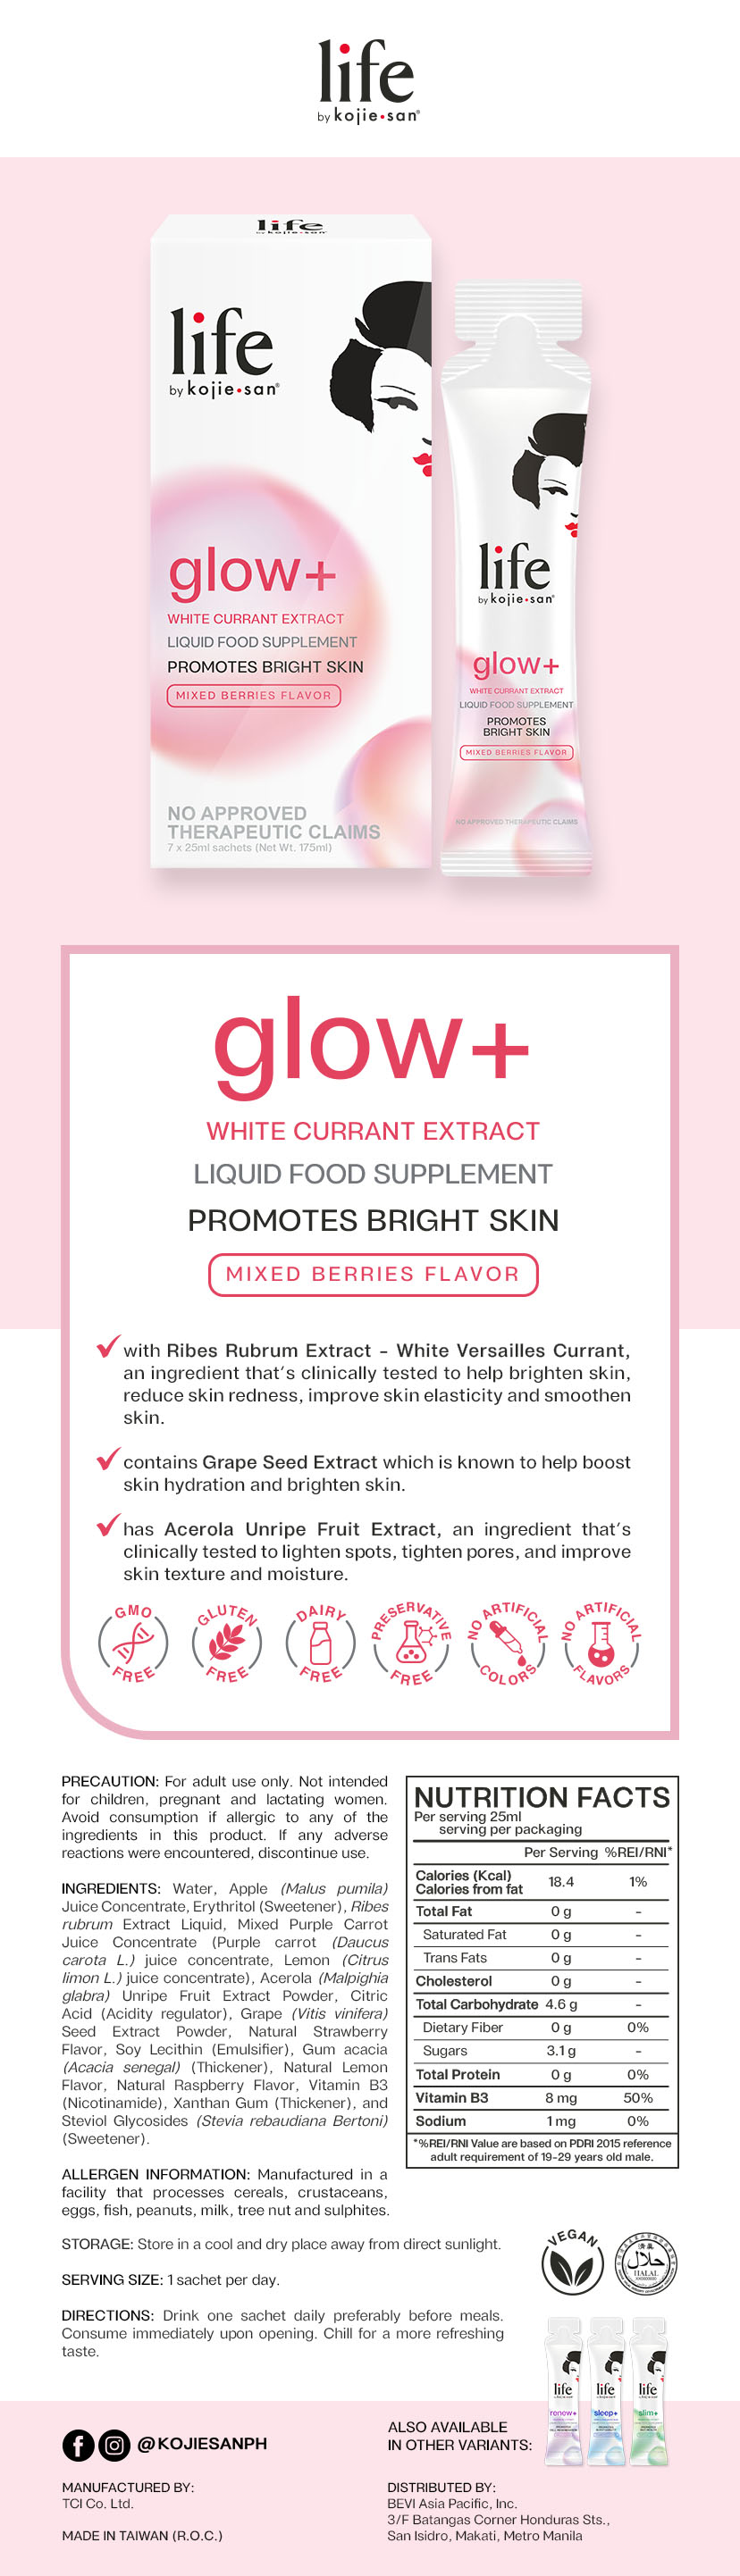 life
by kojie•san®
life
by kojie•san
life
by kojie•san®
glow+
WHITE CURRANT EXTRACT
LIQUID FOOD SUPPLEMENT
PROMOTES BRIGHT SKIN
MIXED BERRIES FLAVOR
NO APPROVED
THERAPEUTIC CLAIMS
7 x 25ml sachets (Net Wt. 175ml)
life
by kojie•san®
glow+
WHITE CURRANT EXTRACT
LIQUID FOOD SUPPLEMENT
PROMOTES
BRIGHT SKIN
MIXED BERRIES FLAVOR
NO APPROVED THERAPEUTIC CLAIMS
glow+
WHITE CURRANT EXTRACT
LIQUID FOOD SUPPLEMENT
PROMOTES BRIGHT SKIN
MIXED BERRIES FLAVOR
with Ribes Rubrum Extract - White Versailles Currant,
an ingredient that's clinically tested to help brighten skin,
reduce skin redness, improve skin elasticity and smoothen
skin.
contains Grape Seed Extract which is known to help boost
skin hydration and brighten skin.
has Acerola Unripe Fruit Extract, an ingredient that's
clinically tested to lighten spots, tighten pores, and improve
skin texture and moisture.
GMO FREE
GLUTEN FREE
DAIRY FREE
PRESERVATIVE FREE
NO ARTIFICIAL COLORS
NO ARTIFICIAL FLAVORS
PRECAUTION: For adult use only. Not intended
for children, pregnant and lactating women.
Avoid consumption if allergic to any of the
ingredients in this product. If any adverse
reactions were encountered, discontinue use.
INGREDIENTS: Water, Apple (Malus pumila)
Juice Concentrate, Erythritol (Sweetener), Ribes
rubrum Extract Liquid, Mixed Purple Carrot
Juice Concentrate (Purple carrot (Daucus
carota L.) juice concentrate, Lemon (Citrus
limon L.) juice concentrate), Acerola (Malpighia
glabra) Unripe Fruit Extract Powder, Citric
Acid (Acidity regulator), Grape (Vitis vinifera)
Seed Extract Powder, Natural Strawberry
Flavor, Soy Lecithin (Emulsifier), Gum acacia
(Acacia senegal) (Thickener), Natural Lemon
Flavor, Natural Raspberry Flavor, Vitamin B3
(Nicotinamide), Xanthan Gum (Thickener), and
Steviol Glycosides (Stevia rebaudiana Bertoni)
(Sweetener).
ALLERGEN INFORMATION: Manufactured in a
facility that processes cereals, crustaceans,
eggs, fish, peanuts, milk, tree nut and sulphites.
NUTRITION FACTS
Per serving 25ml
serving per packaging
Per Serving %REI/RNI*
Calories (Kcal)
Calories from fat 18.4 1%
Total Fat 0 g -
Saturated Fat 0 g -
Trans Fats 0 g -
Cholesterol 0 g -
Total Carbohydrate 4.6 g -
Dietary Fiber 0 g 0%
Sugars 3.1 g -
Total Protein 0 g 0%
Vitamin B3 8 mg 50%
Sodium 1 mg 0%
*%REI/RNI Value are based on PDRI 2015 reference
adult requirement of 19-29 years old male.
STORAGE: Store in a cool and dry place away from direct sunlight.
SERVING SIZE: 1 sachet per day.
DIRECTIONS: Drink one sachet daily preferably before meals.
Consume immediately upon opening. Chill for a more refreshing
taste.
VEGAN
حلال
HALAL
life
life
life
renew+
sleep+
slim+
@KOJIESANPH
ALSO AVAILABLE
IN OTHER VARIANTS:
MANUFACTURED BY:
TCI Co. Ltd.
MADE IN TAIWAN (R.O.C.)
DISTRIBUTED BY:
BEVI Asia Pacific, Inc.
3/F Batangas Corner Honduras Sts.,
San Isidro, Makati, Metro Manila